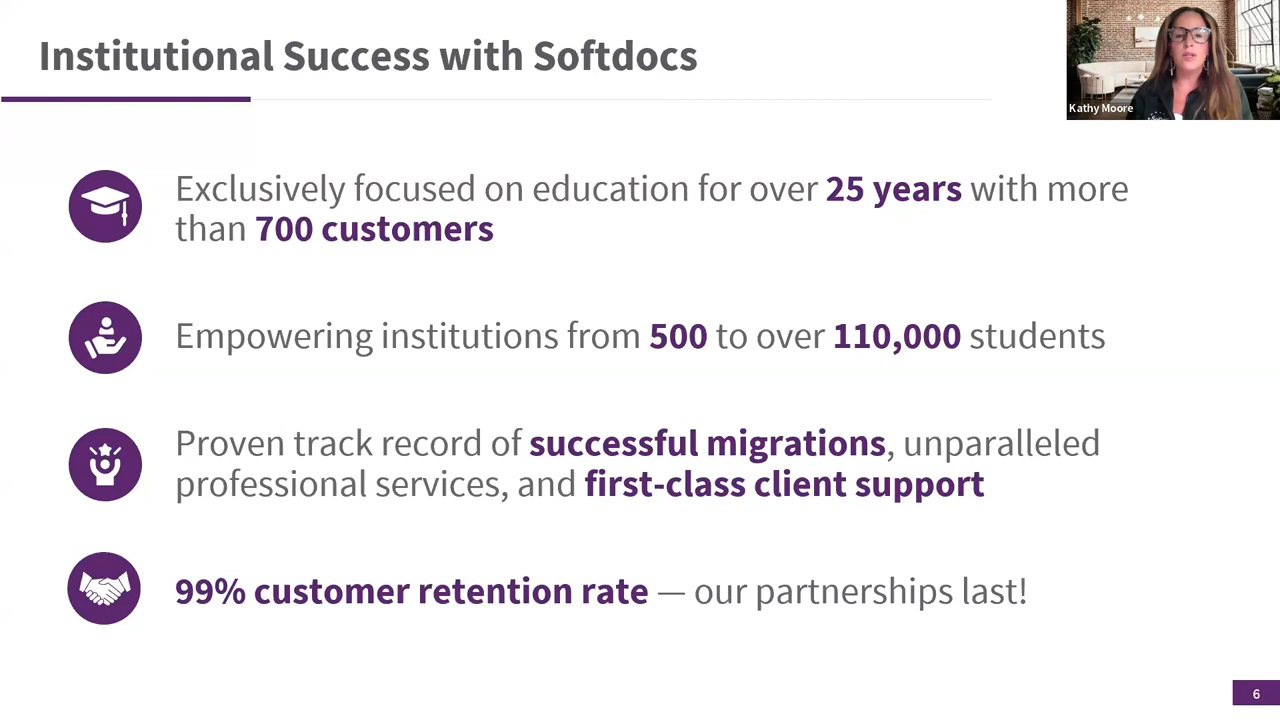 Institutional Success with Softdocs
Kathy Moore
Exclusively focused on education for over 25 years with more
than 700 customers
Empowering institutions from 500 to over 110,000 students
Proven track record of successful migrations, unparalleled
professional services, and first-class client support
99% customer retention rate — our partnerships last!
6